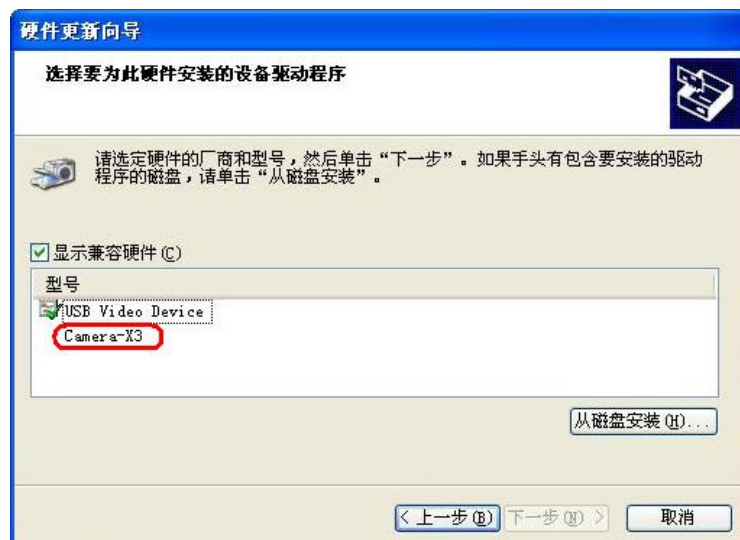 硬件更新向导
选择要为此硬件安装的设备驱动程序
请选定硬件的厂商和型号，然后单击“下一步”。如果手头有包含要安装的驱动
程序的磁盘，请单击“从磁盘安装”。
显示兼容硬件(C)
型号
USB Video Device
Camera-X3
从磁盘安装(H)...
< 上一步(B)
下一步(N) >
取消